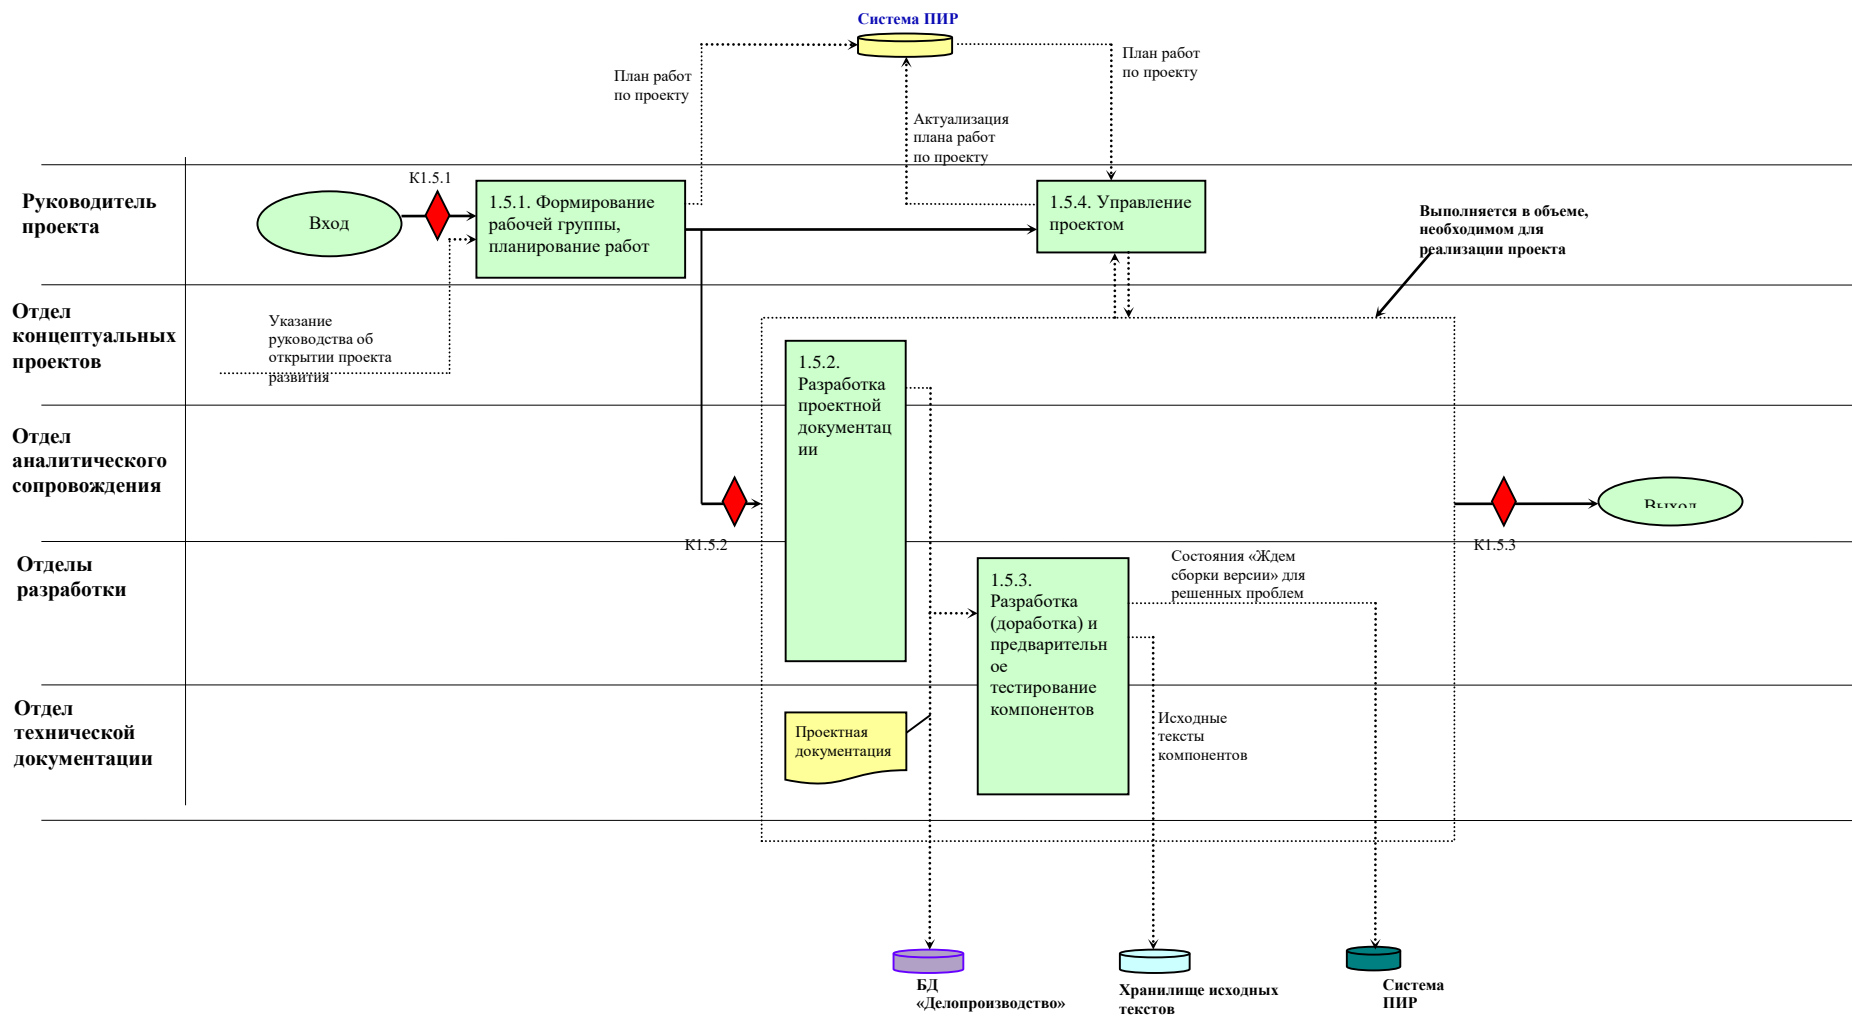 Система ПИР
План работ
по проекту
План работ
по проекту
Актуализация
плана работ
по проекту
Руководитель
проекта
Вход
К1.5.1
1.5.1. Формирование
рабочей группы,
планирование работ
1.5.4. Управление
проектом
Выполняется в объеме,
необходимом для
реализации проекта
Отдел
концептуальных
проектов
Указание
руководства об
открытии проекта
развития
1.5.2.
Разработка
проектной
документац
ии
Отдел
аналитического
сопровождения
К1.5.2
К1.5.3
Выход
Отделы
разработки
1.5.3.
Разработка
(доработка) и
предварительн
ое
тестирование
компонентов
Состояния «Ждем
сборки версии» для
решенных проблем
Отдел
технической
документации
Проектная
документация
Исходные
тексты
компонентов
БД
«Делопроизводство»
Хранилище исходных
текстов
Система
ПИР